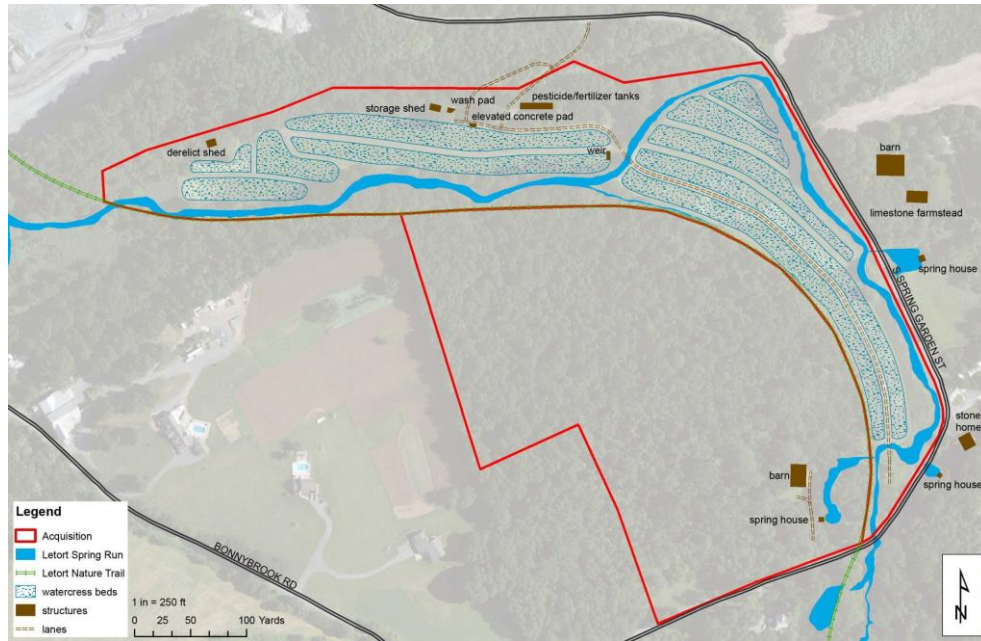 storage shed
wash pad
pesticide/fertilizer tanks
elevated concrete pad
derelict shed
weir
barn
limestone farmstead
spring house
S SPRING GARDEN ST
stone
home
spring house
barn
spring house
BONNYBROOK RD
Legend
Acquisition
Letort Spring Run
Letort Nature Trail
watercress beds
structures
lanes
1 in = 250 ft
0 25 50 100 Yards
N